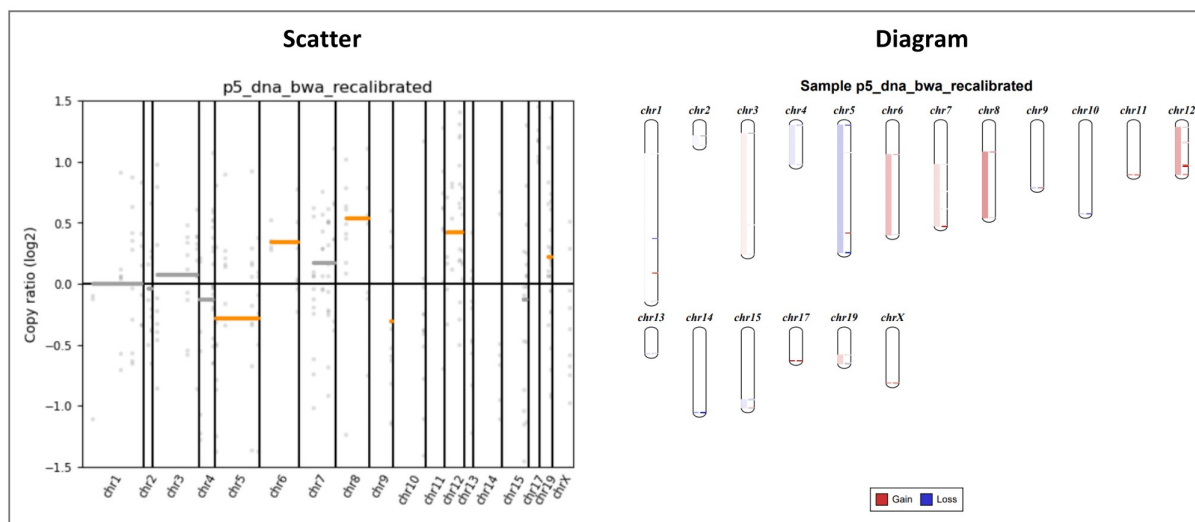 Scatter
Diagram
p5_dna_bwa_recalibrated
1.5
1.0
0.5
0.0
−0.5
−1.0
−1.5
Copy ratio (log2)
chr1
chr2
chr3
chr4
chr5
chr6
chr7
chr8
chr9
chr10
chr11
chr12
chr13
chr14
chr15
chr17
chr19
chrX
Sample p5_dna_bwa_recalibrated
chr1 chr2 chr3 chr4 chr5 chr6 chr7 chr8 chr9 chr10 chr11 chr12
chr13 chr14 chr15 chr17 chr19 chrX
Gain Loss